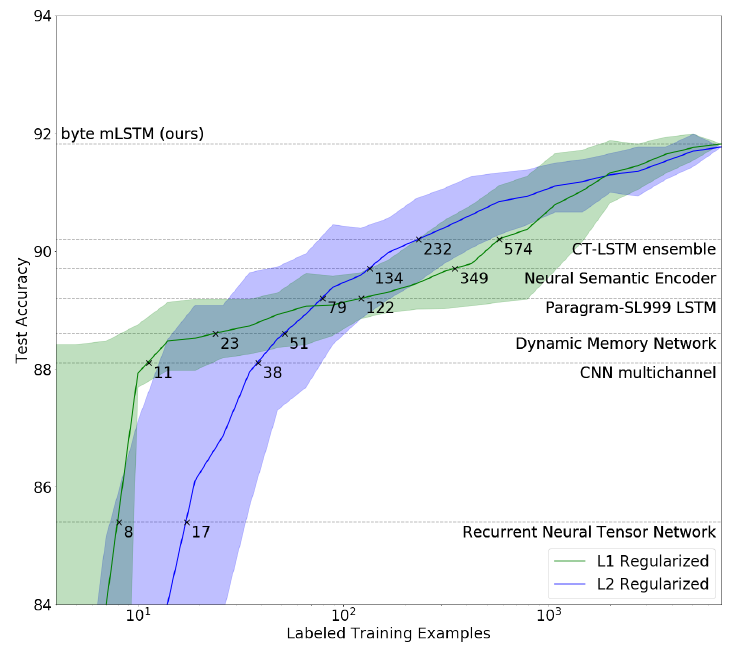 94
92
90
88
86
84
Test Accuracy
byte mLSTM (ours)
232
574
CT-LSTM ensemble
134
349
Neural Semantic Encoder
79
122
Paragram-SL999 LSTM
23
51
Dynamic Memory Network
11
38
CNN multichannel
8
17
Recurrent Neural Tensor Network
L1 Regularized
L2 Regularized
10¹
10²
10³
Labeled Training Examples